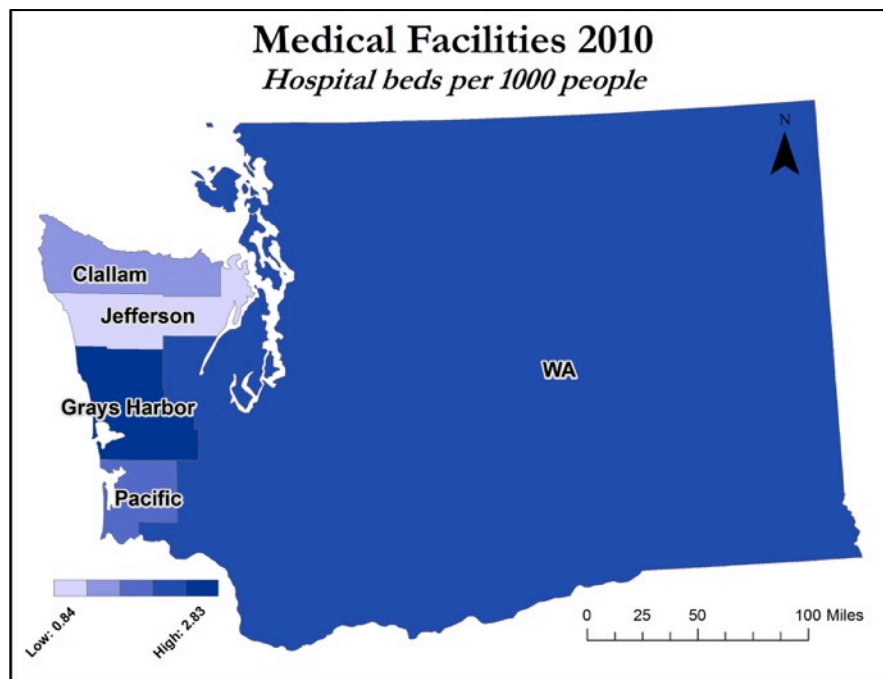 Medical Facilities 2010
Hospital beds per 1000 people
N
Clallam
Jefferson
WA
Grays Harbor
Pacific
Low: 0.84
High: 2.83
0 25 50 100 Miles